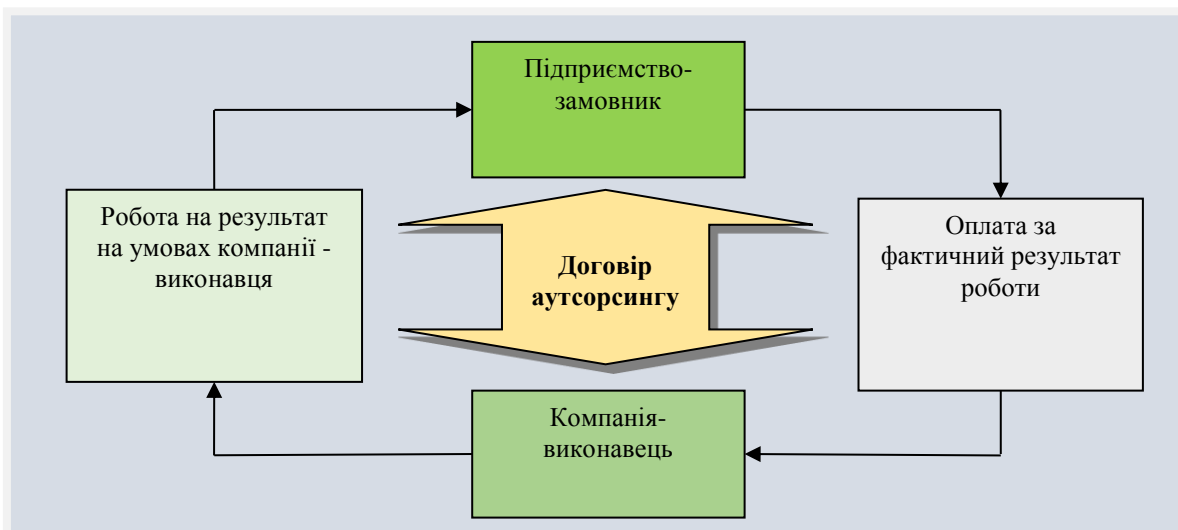 Підприємство-
замовник
Робота на результат
на умовах компанії -
виконавця
Договір
аутсорсингу
Оплата за
фактичний результат
роботи
Компанія-
виконавець